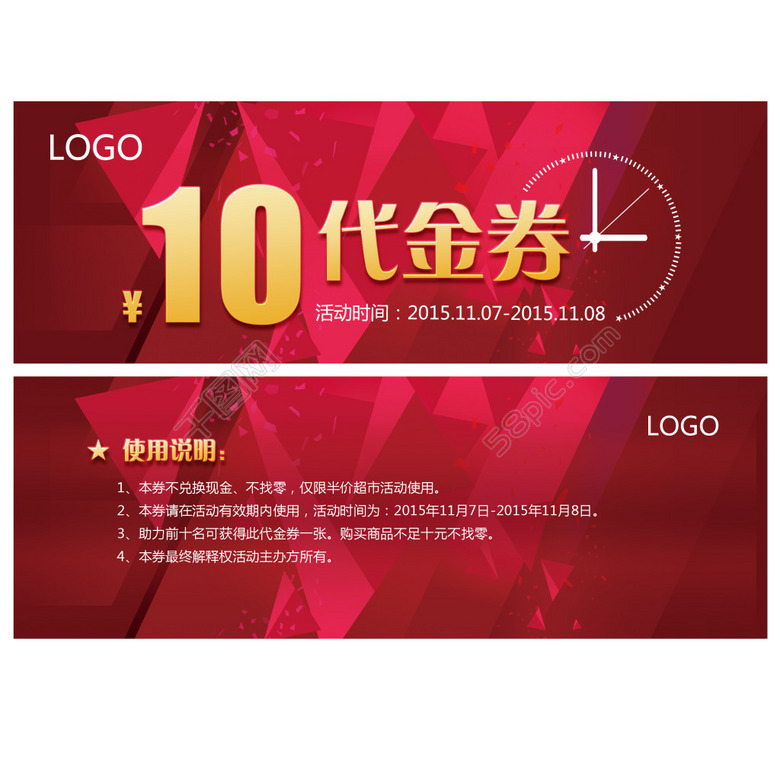 LOGO
¥10代金券
活动时间：2015.11.07-2015.11.08
千图网
58pic.com
LOGO
★ 使用说明：
1、本券不兑换现金、不找零，仅限半价超市活动使用。
2、本券请在活动有效期内使用，活动时间为：2015年11月7日-2015年11月8日。
3、助力前十名可获得此代金券一张。购买商品不足十元不找零。
4、本券最终解释权活动主办方所有。